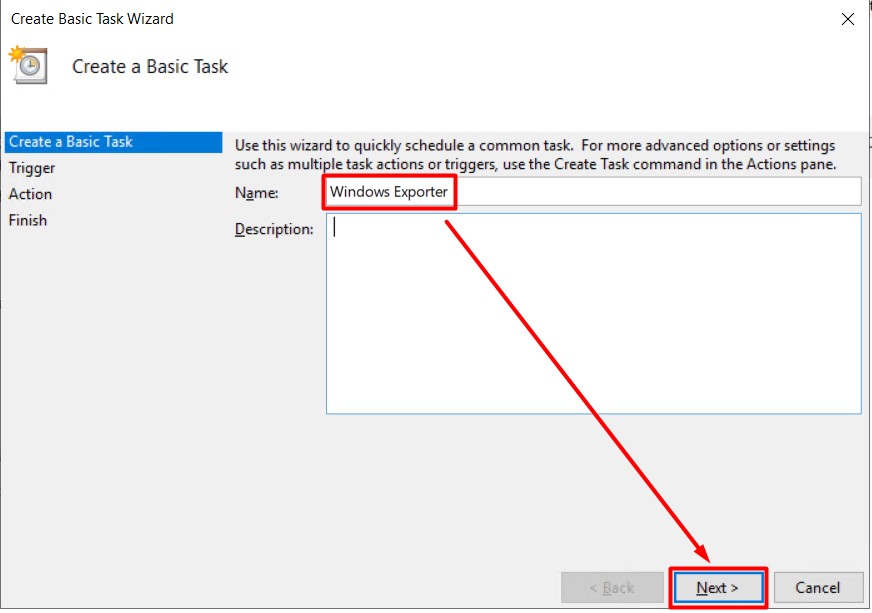 Create Basic Task Wizard
Create a Basic Task
Create a Basic Task
Trigger
Action
Finish
Use this wizard to quickly schedule a common task.  For more advanced options or settings
such as multiple task actions or triggers, use the Create Task command in the Actions pane.
Name: Windows Exporter
Description:
< Back Next > Cancel